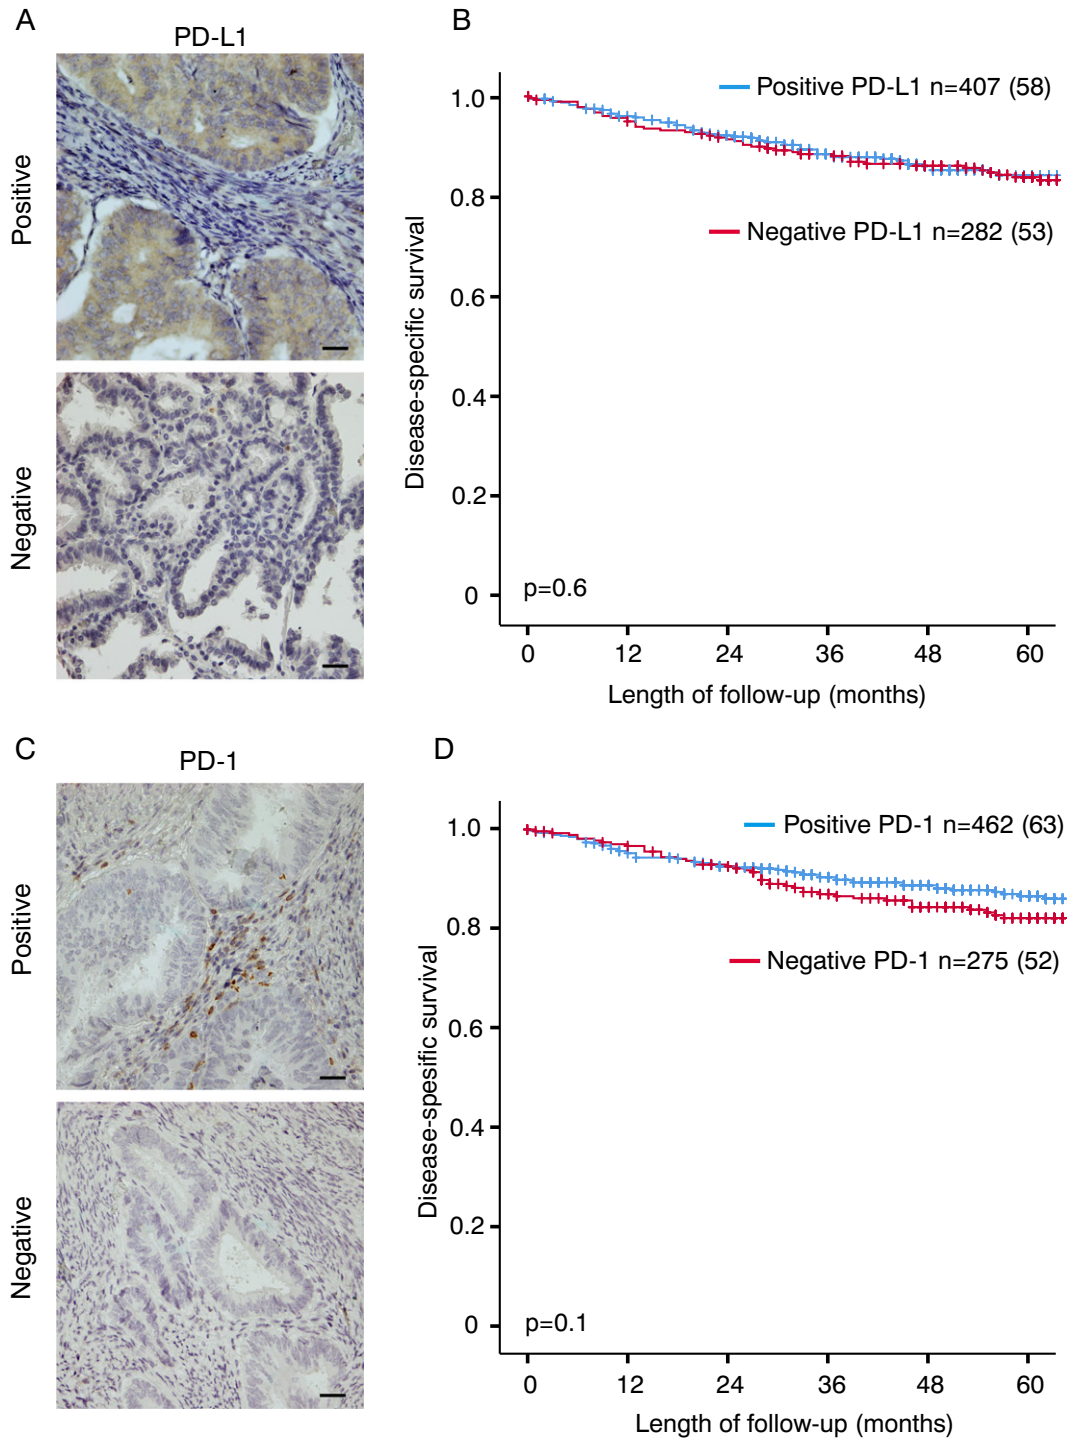 A
PD-L1
Positive
Negative
B
Positive PD-L1 n=407 (58)
Negative PD-L1 n=282 (53)
Disease-specific survival
1.0
0.8
0.6
0.4
0.2
0
p=0.6
0 12 24 36 48 60
Length of follow-up (months)
C
PD-1
Positive
Negative
D
Positive PD-1 n=462 (63)
Negative PD-1 n=275 (52)
Disease-spesific survival
1.0
0.8
0.6
0.4
0.2
0
p=0.1
0 12 24 36 48 60
Length of follow-up (months)